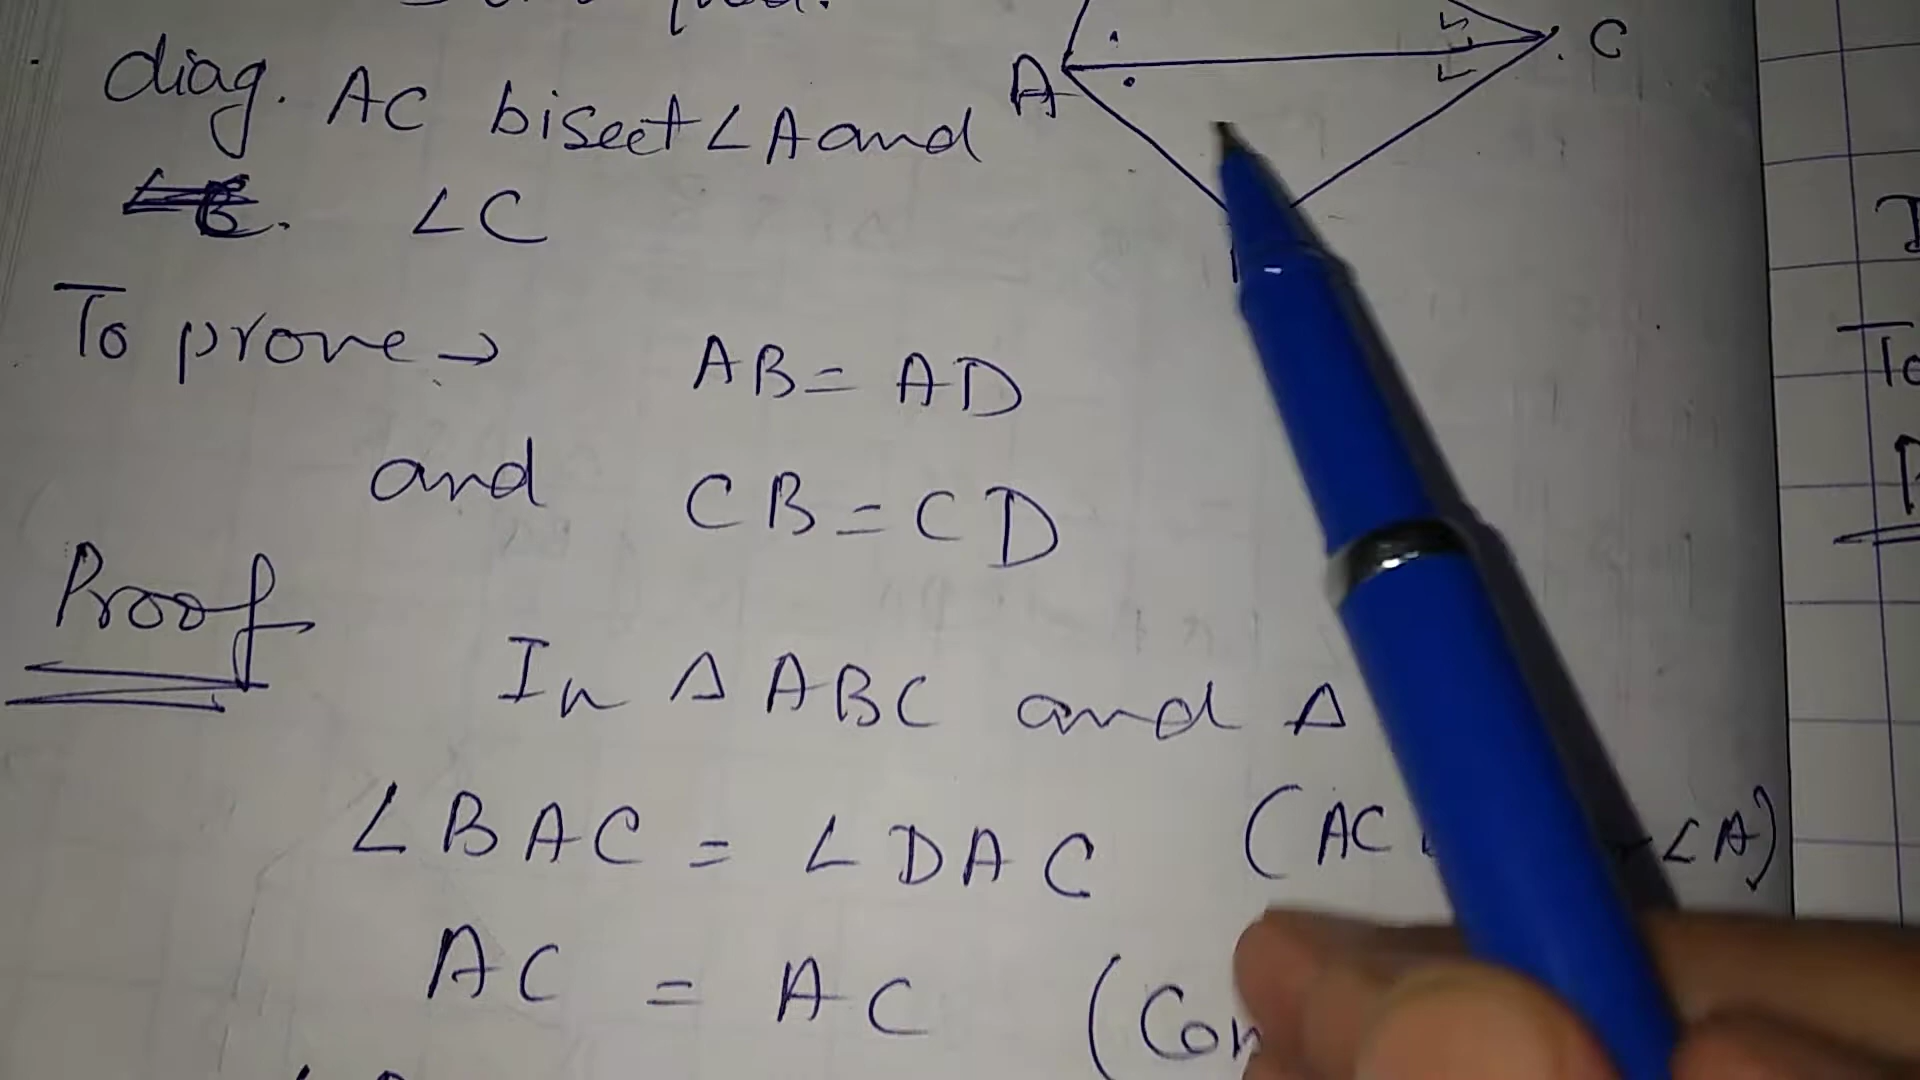 diag. AC bisect ∠A and
∠C
A
C
To prove →
AB = AD
and CB = CD
Proof
In Δ ABC and Δ
∠BAC = ∠DAC (AC ∠A)
AC = AC (Con